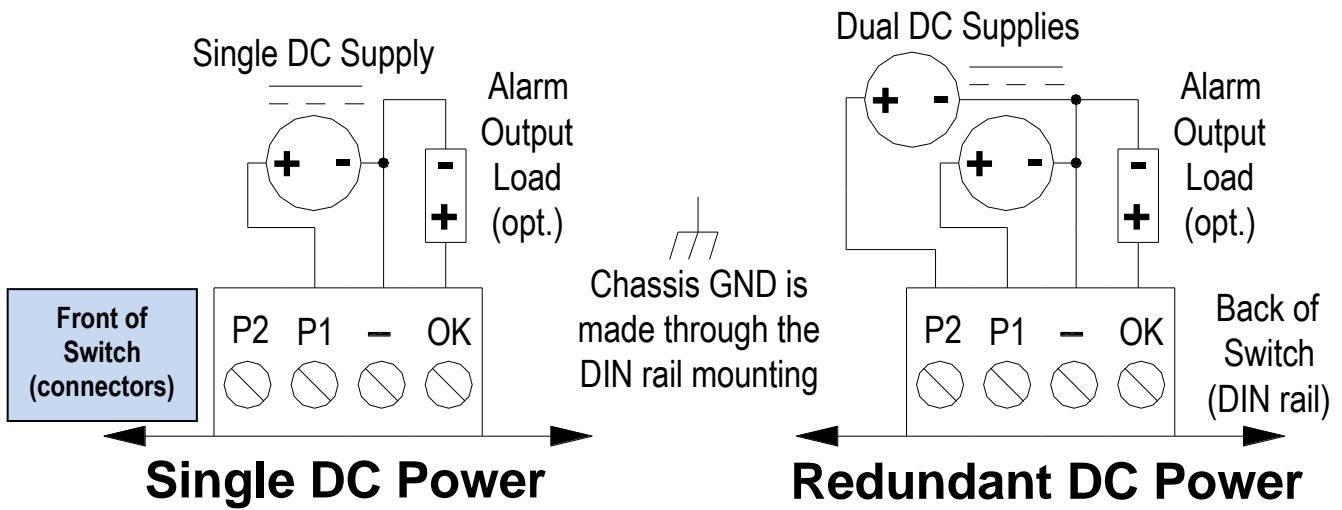 Single DC Supply
+ -
Alarm
Output
Load
(opt.)
-
+
Front of
Switch
(connectors)
P2 P1 – OK
Single DC Power
Chassis GND is
made through the
DIN rail mounting
Dual DC Supplies
+ -
+ -
Alarm
Output
Load
(opt.)
-
+
P2 P1 – OK
Back of
Switch
(DIN rail)
Redundant DC Power